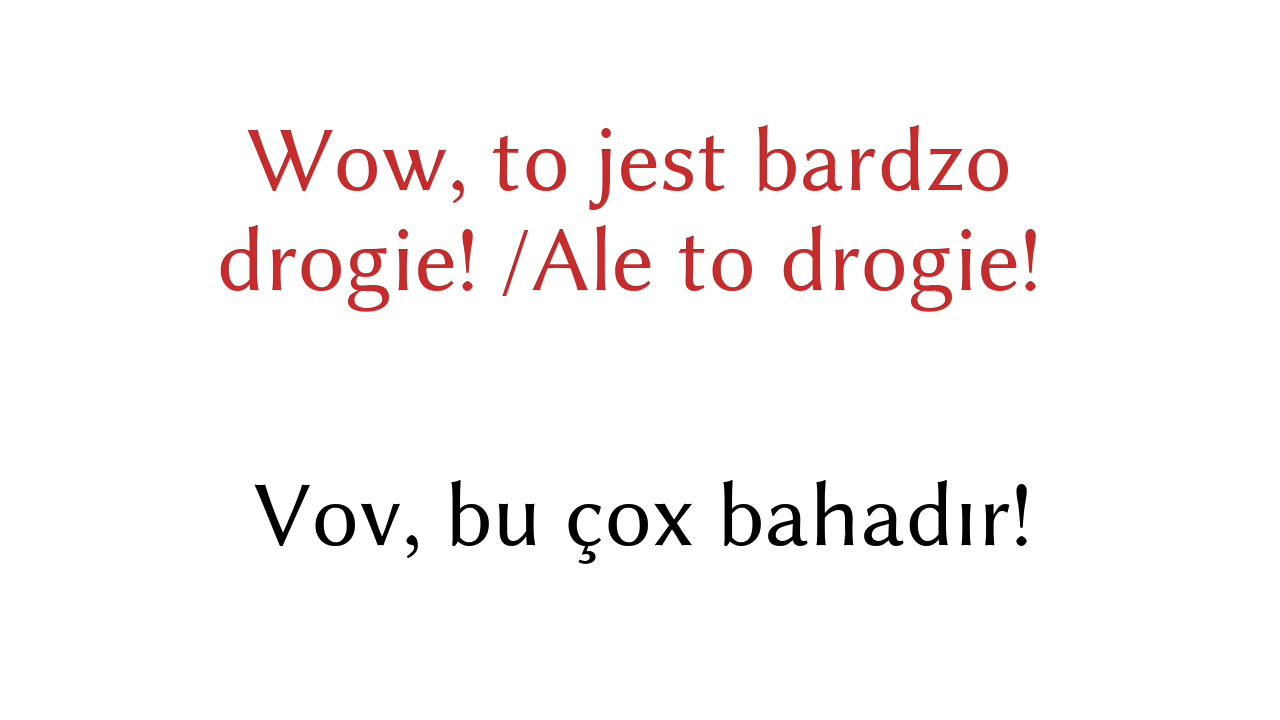 Wow, to jest bardzo
drogie! /Ale to drogie!
Vov, bu çox bahadır!